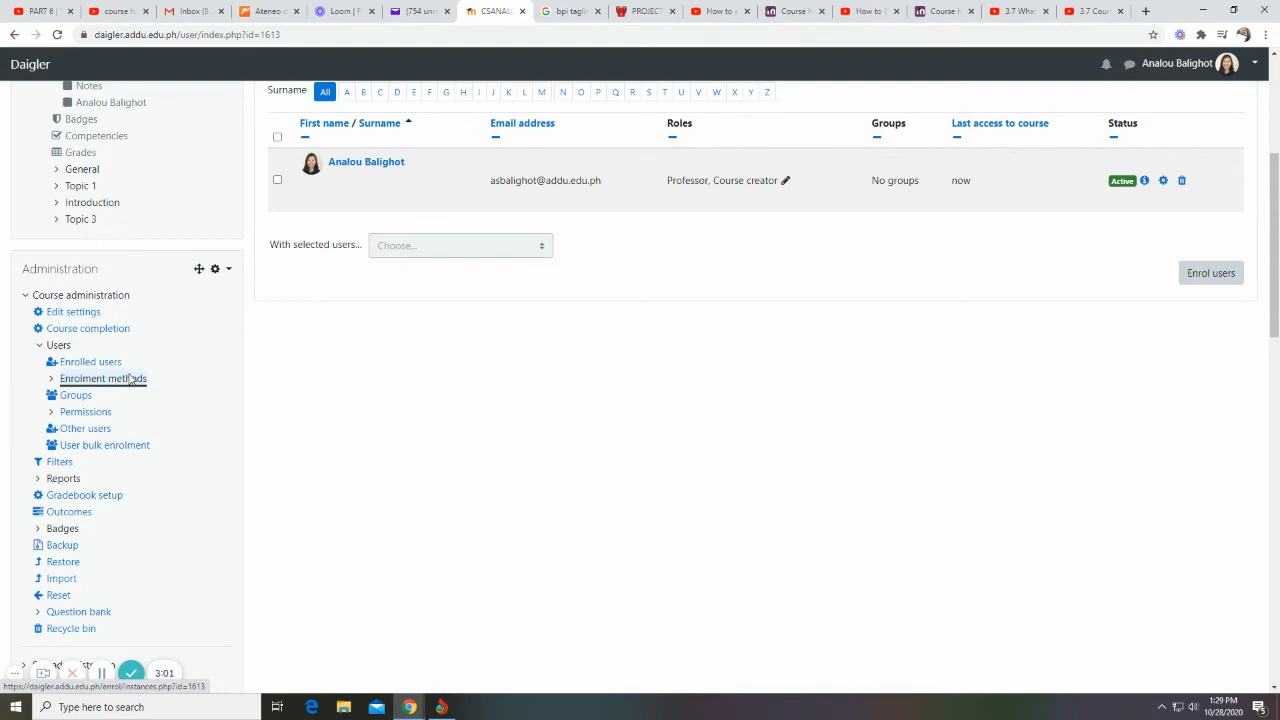 PART 6 [
course he
Inbox (8
Ateneo d
Loom | R
(754 unre
CSANALO
bpi taglin
PROJECT
How to a
Course h
How to D
Course h
3.7 Wha
3.7 Cour
daigler.addu.edu.ph/user/index.php?id=1613
Daigler
Analou Balighot
Notes
Analou Balighot
Badges
Competencies
Grades
General
Topic 1
Introduction
Topic 3
Surname All A B C D E F G H I J K L M N O P Q R S T U V W X Y Z
First name / Surname Email address Roles Groups Last access to course Status
Analou Balighot
asbalighot@addu.edu.ph Professor, Course creator No groups now Active
With selected users... Choose...
Enrol users
Administration
Course administration
Edit settings
Course completion
Users
Enrolled users
Enrolment methods
Groups
Permissions
Other users
User bulk enrolment
Filters
Reports
Gradebook setup
Outcomes
Badges
Backup
Restore
Import
Reset
Question bank
Recycle bin
3:01
https://daigler.addu.edu.ph/enrol/instances.php?id=1613
Type here to search
1:29 PM
10/28/2020
5